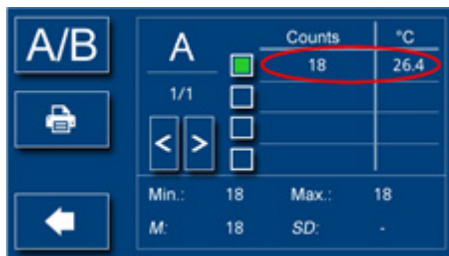 A/B
A
1/1
< >
Counts °C
18 26.4
Min.: 18 Max.: 18
M: 18 SD: -